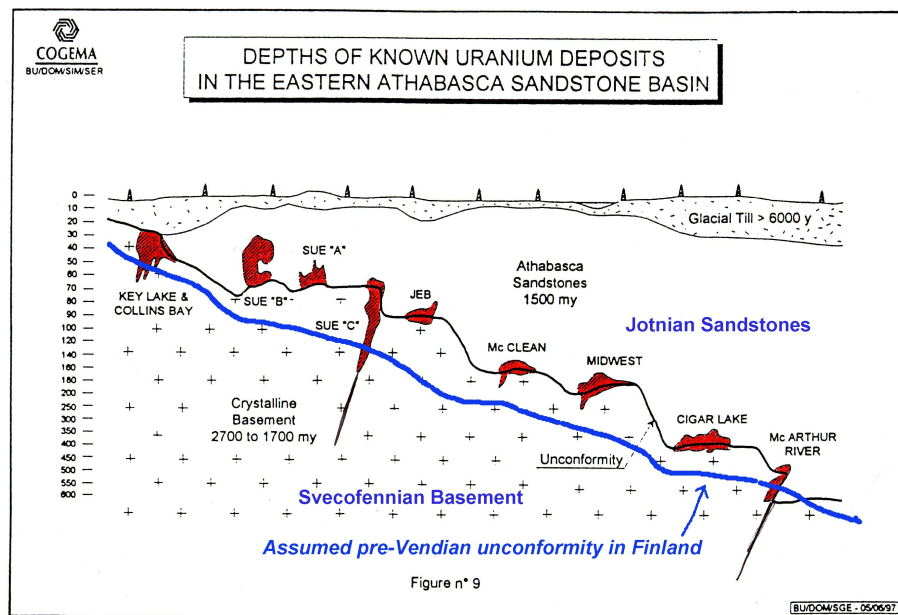 COGEMA
BU/DOM/SIM/SER
DEPTHS OF KNOWN URANIUM DEPOSITS
IN THE EASTERN ATHABASCA SANDSTONE BASIN
0
10
20
30
40
50
60
70
80
90
100
120
140
160
180
200
250
300
350
400
450
500
550
600
Glacial Till > 6000 y
KEY LAKE &
COLLINS BAY
SUE "A"
SUE "B"
SUE "C"
JEB
Athabasca
Sandstones
1500 my
Jotnian Sandstones
Mc CLEAN
MIDWEST
CIGAR LAKE
Mc ARTHUR
RIVER
Crystalline
Basement
2700 to 1700 my
Unconformity
Svecofennian Basement
Assumed pre-Vendian unconformity in Finland
Figure n° 9
BU/DOM/SGE - 05/06/97